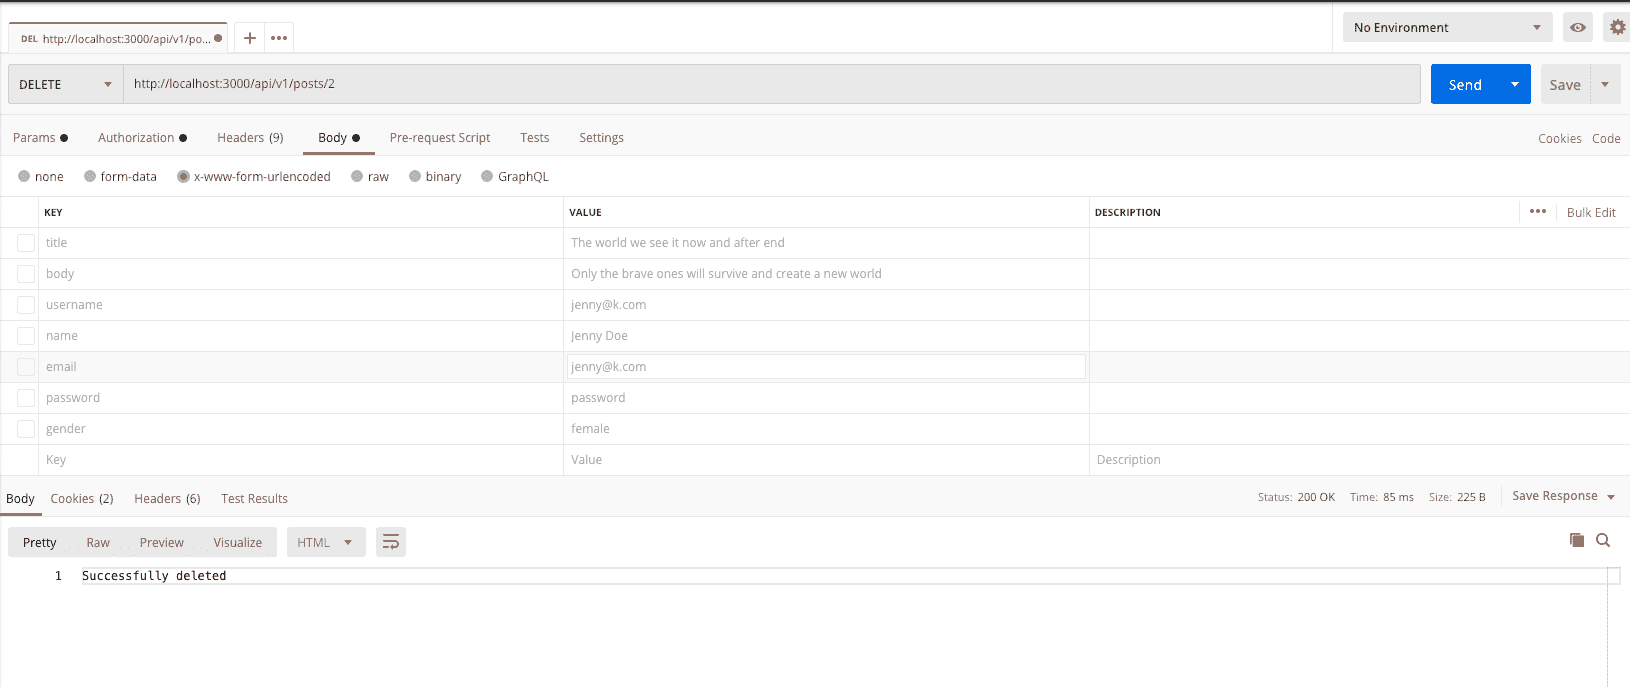 DEL http://localhost:3000/api/v1/po...
No Environment
DELETE http://localhost:3000/api/v1/posts/2 Send Save
Params Authorization Headers (9) Body Pre-request Script Tests Settings Cookies Code
none form-data x-www-form-urlencoded raw binary GraphQL
KEY VALUE DESCRIPTION Bulk Edit
title The world we see it now and after end
body Only the brave ones will survive and create a new world
username jenny@k.com
name Jenny Doe
email jenny@k.com
password password
gender female
Key Value Description
Body Cookies (2) Headers (6) Test Results Status: 200 OK Time: 85 ms Size: 225 B Save Response
Pretty Raw Preview Visualize HTML
1 Successfully deleted